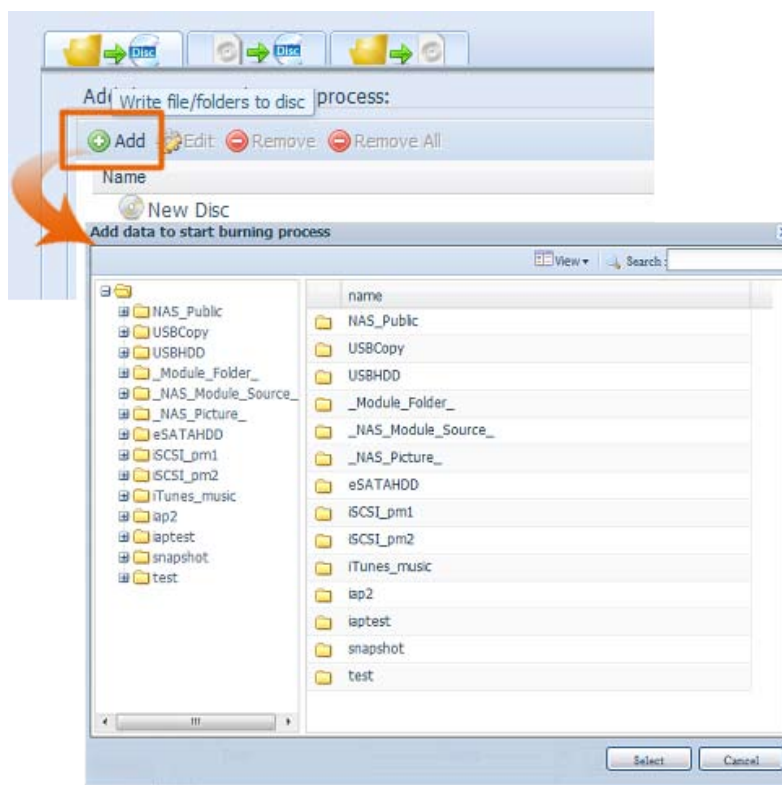 Disc Disc
Add
Write file/folders to disc
process:
Add Edit Remove Remove All
Name
New Disc
Add data to start burning process
View Search :
name
NAS_Public
USBCopy
USBHDD
_Module_Folder_
_NAS_Module_Source_
_NAS_Picture_
eSATAHDD
iSCSI_pm1
iSCSI_pm2
iTunes_music
iap2
iaptest
snapshot
test
NAS_Public
USBCopy
USBHDD
_Module_Folder_
_NAS_Module_Source_
_NAS_Picture_
eSATAHDD
iSCSI_pm1
iSCSI_pm2
iTunes_music
iap2
iaptest
snapshot
test
Select Cancel